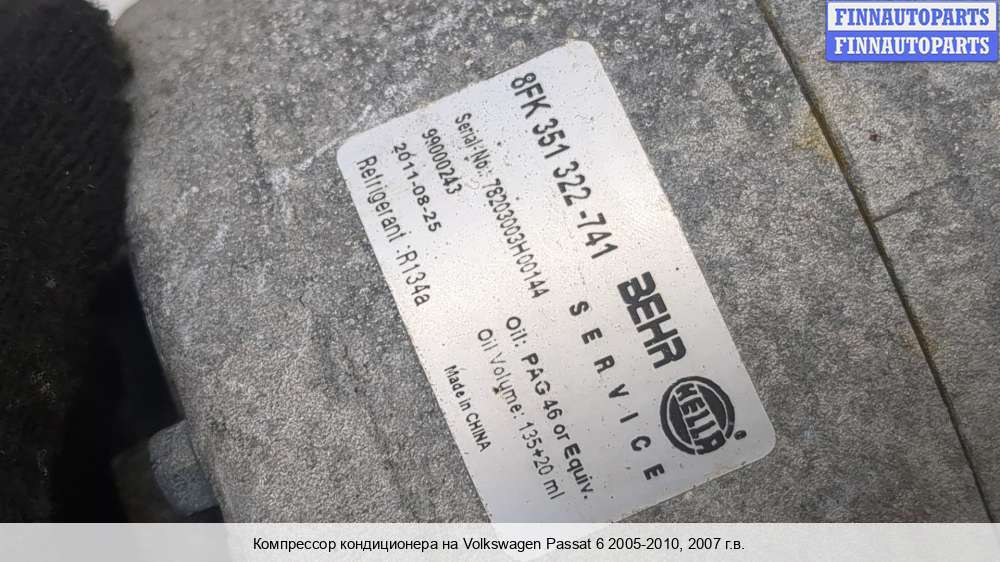 FINNAUTOPARTS
FINNAUTOPARTS
8FK 351 322-741
Serial-No.: 78203003H00144
99000243
2011-08-25
Refrigerant :R134a
BEHR
HELLA
®
SERVICE
Oil: PAG 46 or Equiv.
Oil Volume: 135+20 ml
Made in CHINA
Компрессор кондиционера на Volkswagen Passat 6 2005-2010, 2007 г.в.